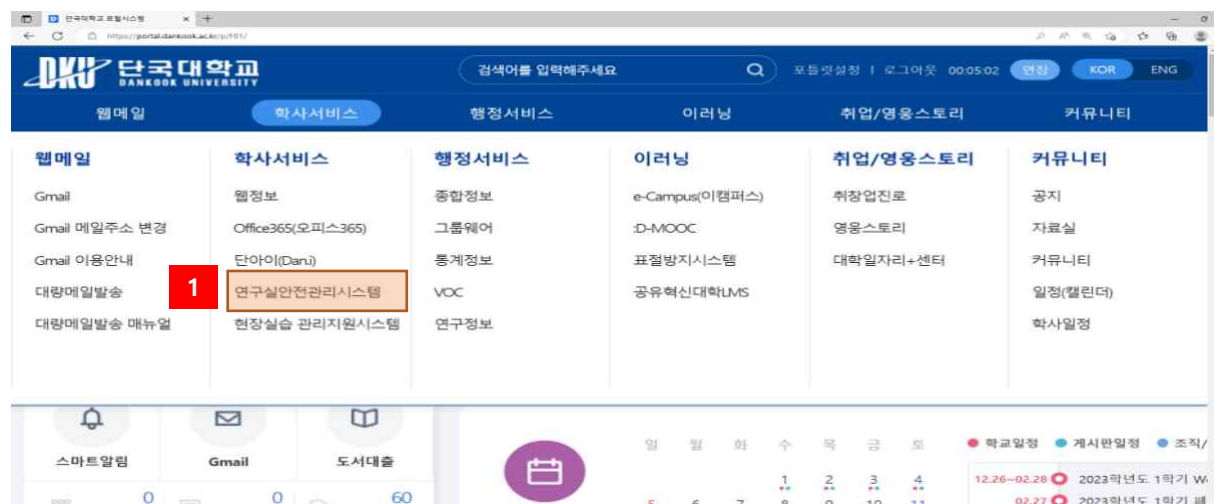 단국대학교 포털시스템
https://portal.dankook.ac.kr/p/
DKU 단국대학교
DANKOOK UNIVERSITY
검색어를 입력해주세요
포틀릿설정 | 로그아웃 00:05:02 연장 KOR ENG
웹메일 학사서비스 행정서비스 이러닝 취업/영웅스토리 커뮤니티
웹메일 학사서비스 행정서비스 이러닝 취업/영웅스토리 커뮤니티
Gmail 웹정보 종합정보 e-Campus(이캠퍼스) 취창업진로 공지
Gmail 메일주소 변경 Office365(오피스365) 그룹웨어 :D-MOOC 영웅스토리 자료실
Gmail 이용안내 단아이(Dan.i) 통계정보 표절방지시스템 대학일자리+센터 커뮤니티
대량메일발송 1 연구실안전관리시스템 VOC 공유혁신대학LMS 일정(캘린더)
대량메일발송 매뉴얼 현장실습 관리지원시스템 연구정보 학사일정
일 월 화 수 목 금 토 학교일정 게시판일정 조직/
스마트알림 Gmail 도서대출
1 2 3 4 12.26~02.28 2023학년도 1학기
0 0 60
5 6 7 8 9 10 11 02.27 2023학년도 1학기